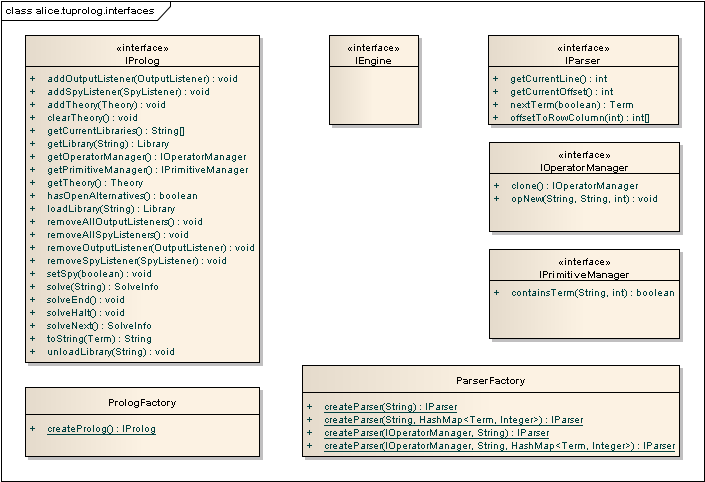 class alice.tuprolog.interfaces
«interface»
IProlog
+ addOutputListener(OutputListener) : void
+ addSpyListener(SpyListener) : void
+ addTheory(Theory) : void
+ clearTheory() : void
+ getCurrentLibraries() : String[]
+ getLibrary(String) : Library
+ getOperatorManager() : IOperatorManager
+ getPrimitiveManager() : IPrimitiveManager
+ getTheory() : Theory
+ hasOpenAlternatives() : boolean
+ loadLibrary(String) : Library
+ removeAllOutputListeners() : void
+ removeAllSpyListeners() : void
+ removeOutputListener(OutputListener) : void
+ removeSpyListener(SpyListener) : void
+ setSpy(boolean) : void
+ solve(String) : SolveInfo
+ solveEnd() : void
+ solveHalt() : void
+ solveNext() : SolveInfo
+ toString(Term) : String
+ unloadLibrary(String) : void
«interface»
IEngine
«interface»
IParser
+ getCurrentLine() : int
+ getCurrentOffset() : int
+ nextTerm(boolean) : Term
+ offsetToRowColumn(int) : int[]
«interface»
IOperatorManager
+ clone() : IOperatorManager
+ opNew(String, String, int) : void
«interface»
IPrimitiveManager
+ containsTerm(String, int) : boolean
PrologFactory
+ createProlog() : IProlog
ParserFactory
+ createParser(String) : IParser
+ createParser(String, HashMap<Term, Integer>) : IParser
+ createParser(IOperatorManager, String) : IParser
+ createParser(IOperatorManager, String, HashMap<Term, Integer>) : IParser